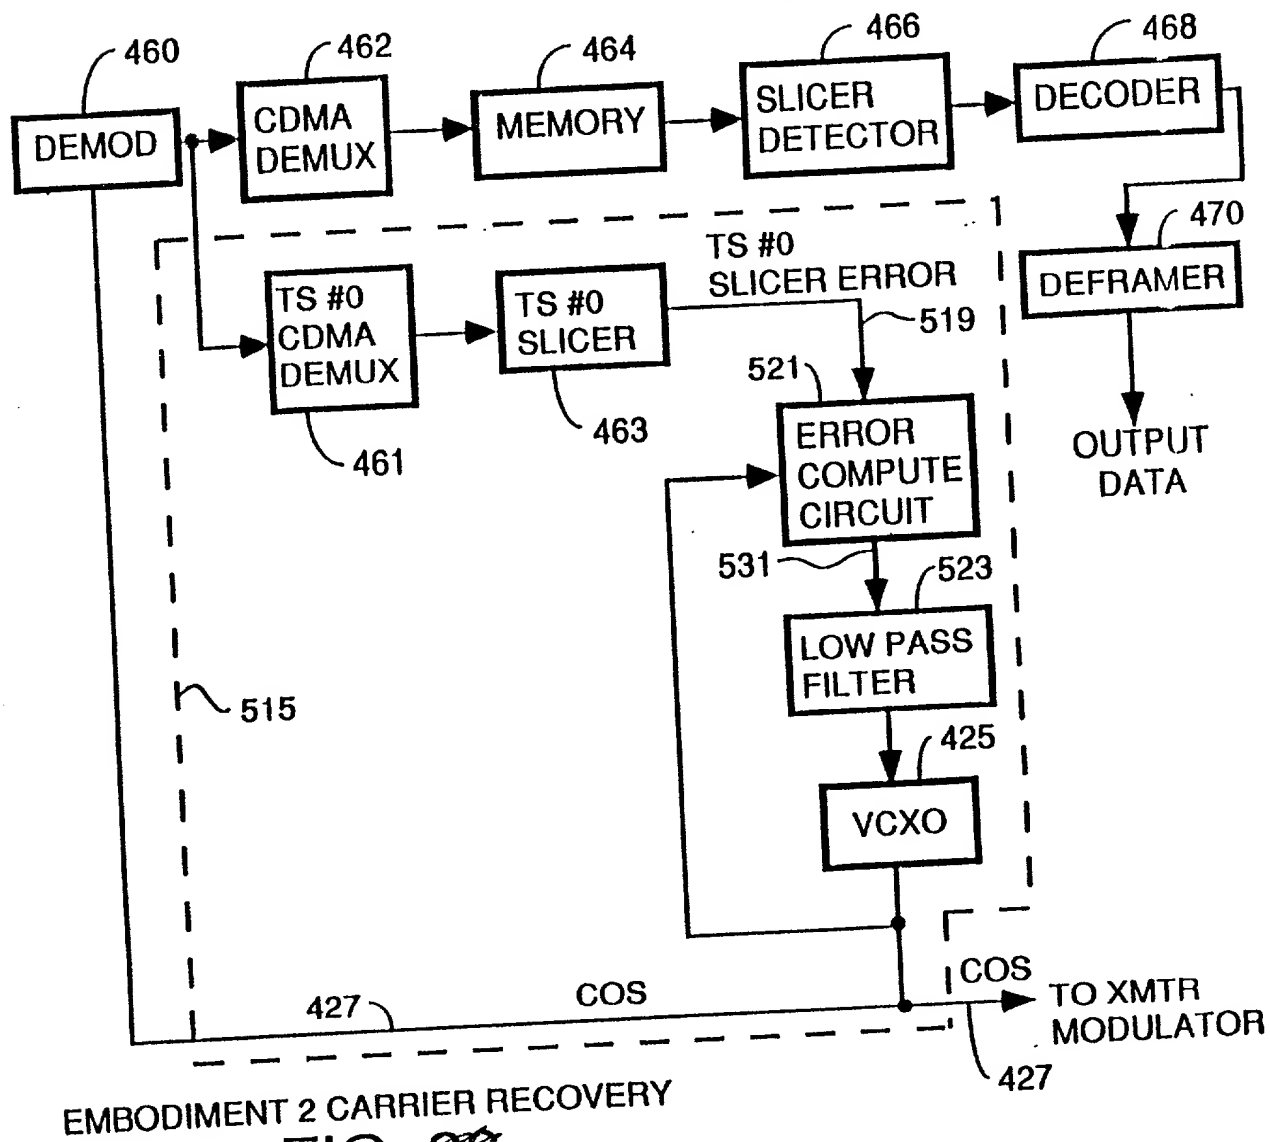 460
462
464
466
468
DEMOD
CDMA
DEMUX
MEMORY
SLICER
DETECTOR
DECODER
470
DEFRAMER
OUTPUT
DATA
TS #0
SLICER ERROR
519
TS #0
CDMA
DEMUX
461
TS #0
SLICER
463
521
ERROR
COMPUTE
CIRCUIT
531
523
LOW PASS
FILTER
515
425
VCXO
427
COS
COS
TO XMTR
MODULATOR
427
EMBODIMENT 2 CARRIER RECOVERY
FIG.